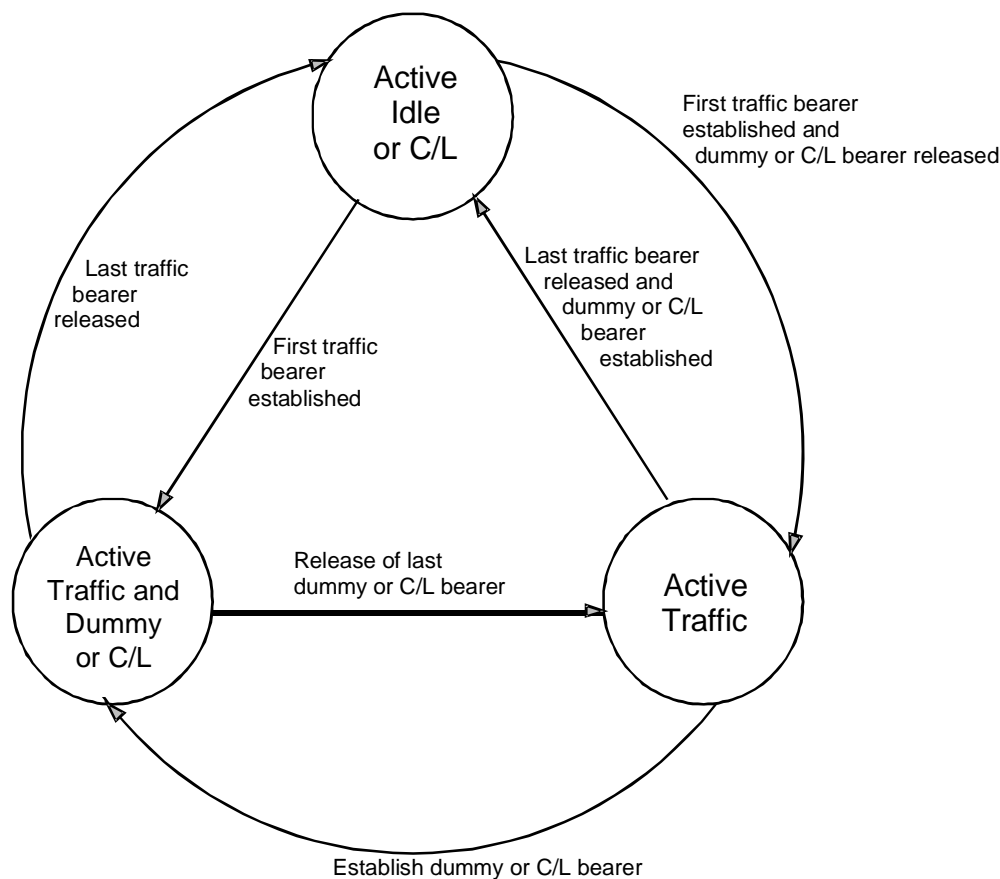 Active
Idle
or C/L
First traffic bearer
established and
dummy or C/L bearer released
Last traffic bearer
released and
dummy or C/L
bearer
established
Last traffic
bearer
released
First traffic
bearer
established
Active
Traffic and
Dummy
or C/L
Release of last
dummy or C/L bearer
Active
Traffic
Establish dummy or C/L bearer